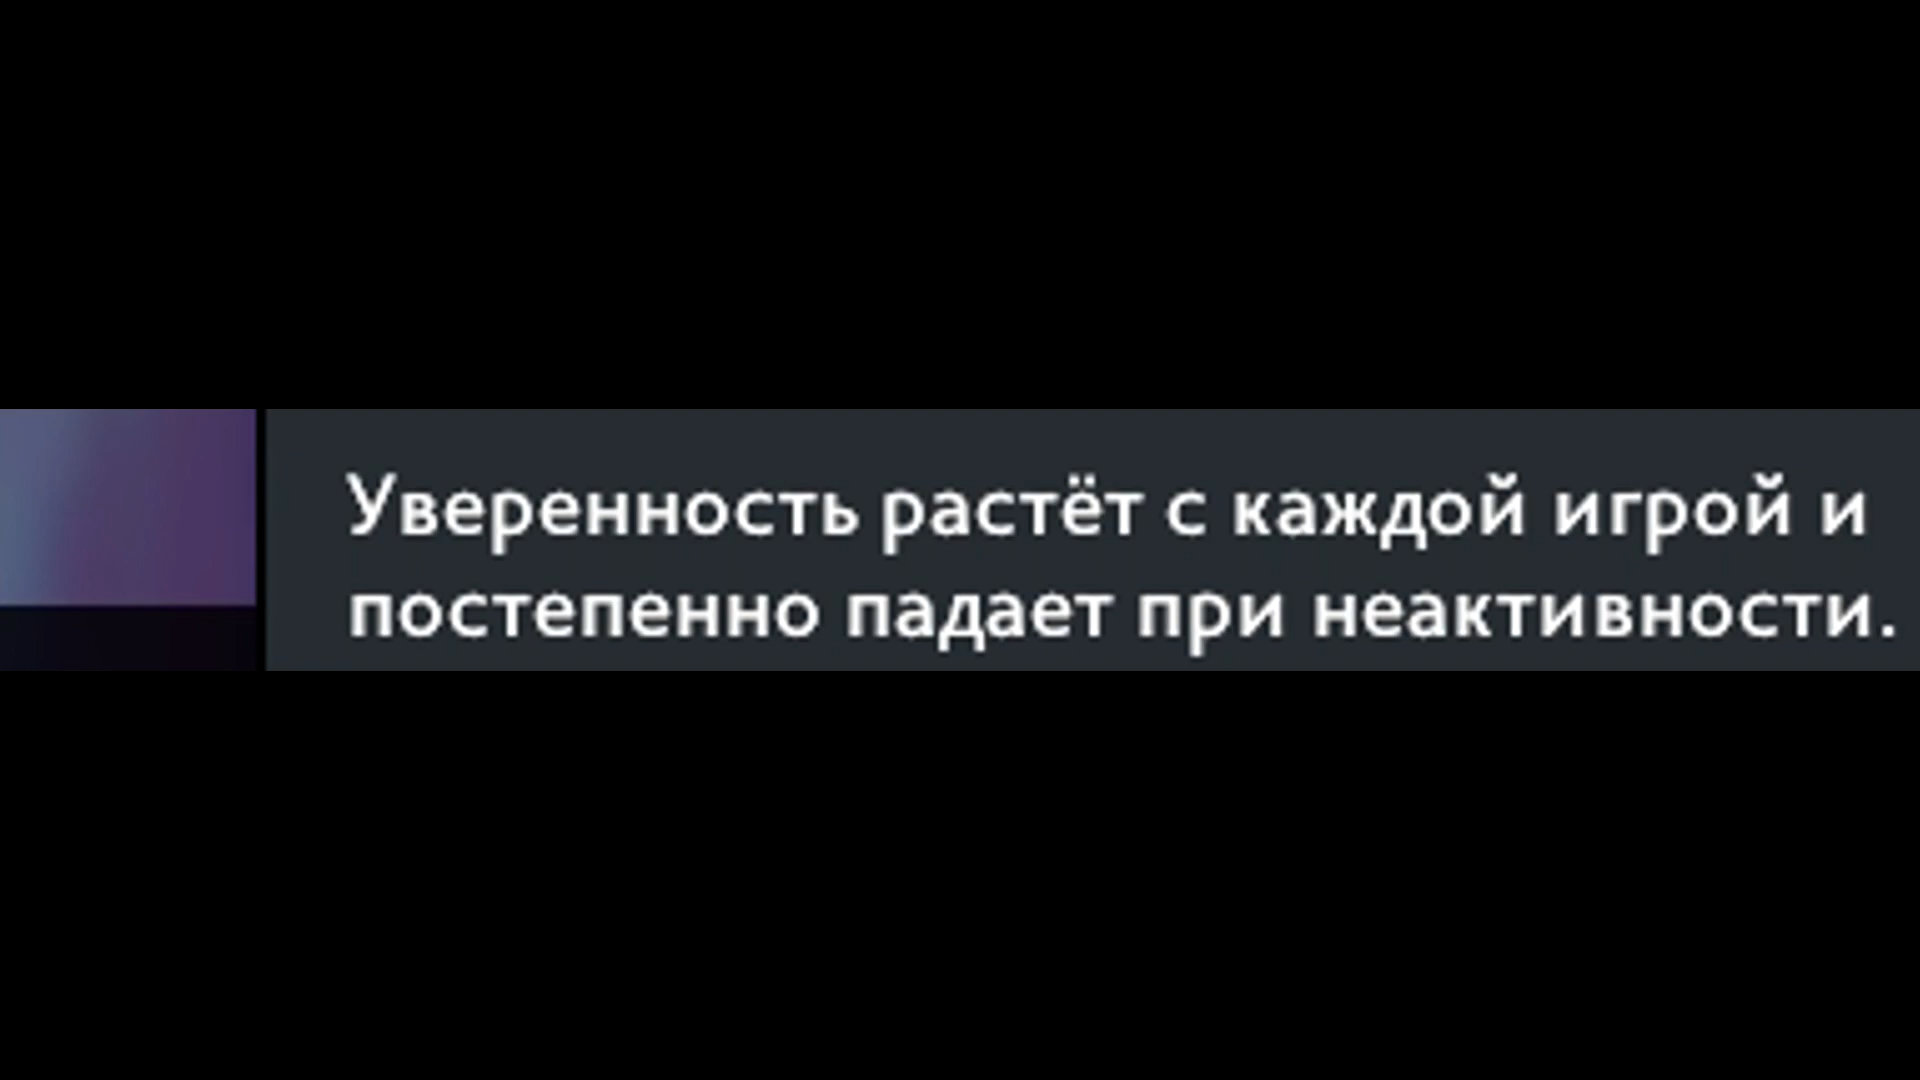 Уверенность растёт с каждой игрой и
постепенно падает при неактивности.